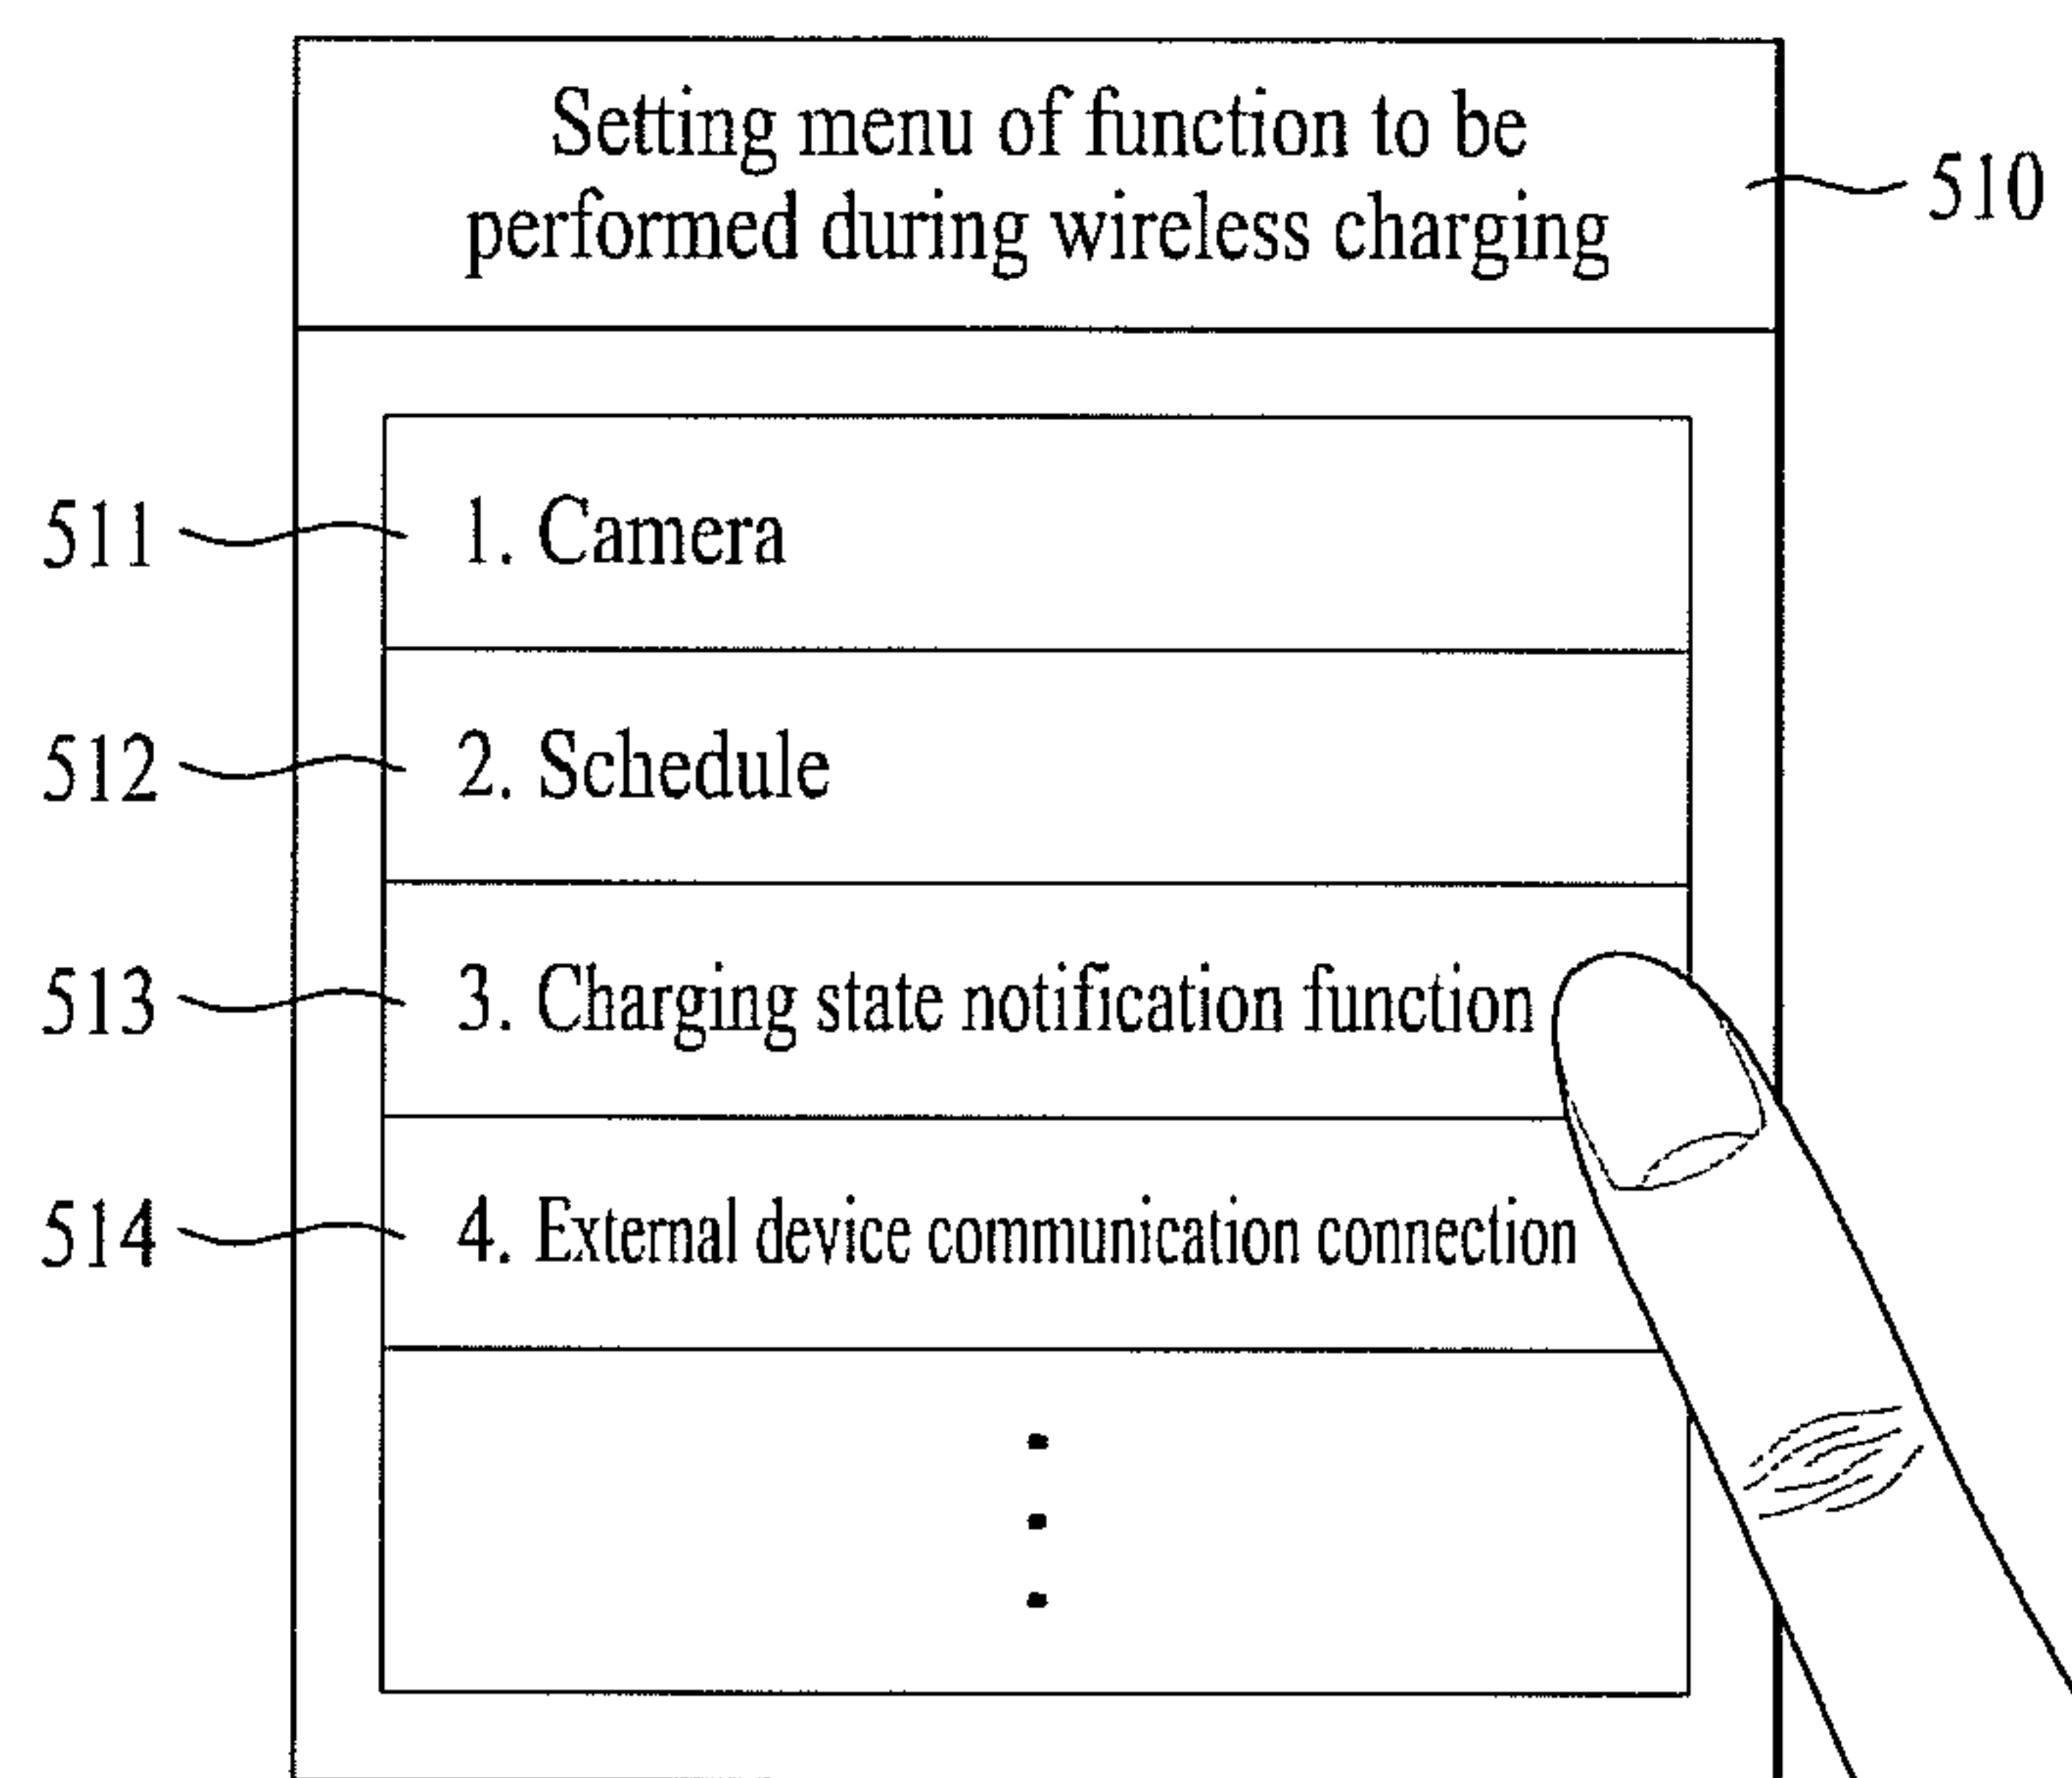 Setting menu of function to be
performed during wireless charging
510
511
1. Camera
512
2. Schedule
513
3. Charging state notification function
514
4. External device communication connection